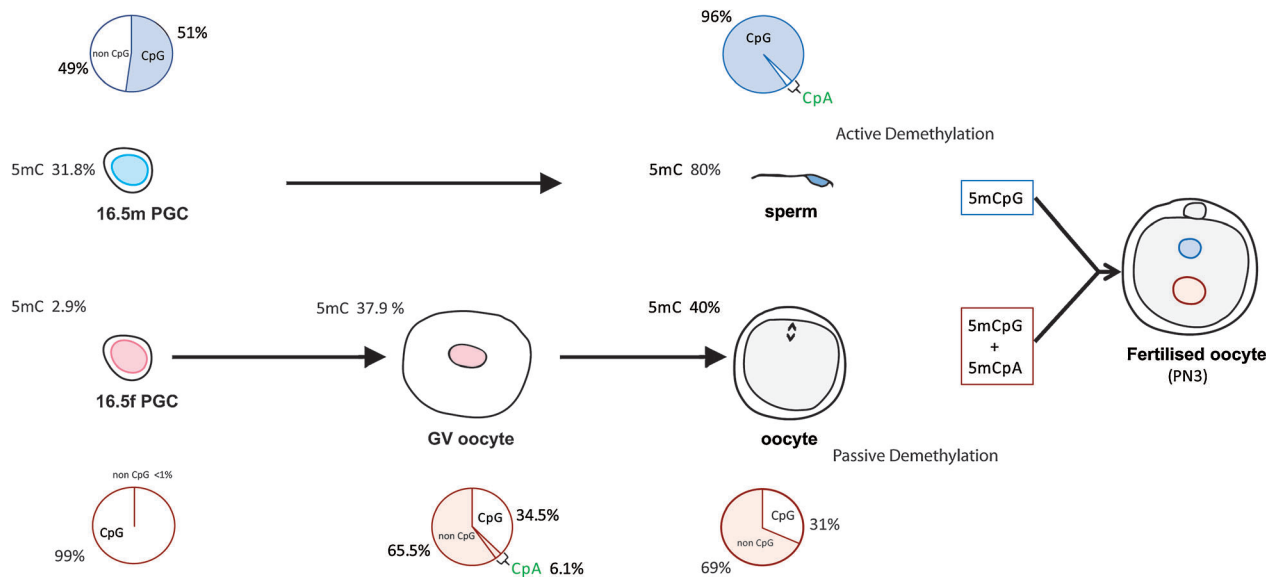 51%
non CpG
CpG
49%
96%
CpG
CpA
Active Demethylation
5mC 31.8%
16.5m PGC
5mC 80%
sperm
5mCpG
5mC 2.9%
16.5f PGC
5mC 37.9 %
GV oocyte
5mC 40%
oocyte
5mCpG
+
5mCpA
Fertilised oocyte
(PN3)
Passive Demethylation
non CpG <1%
CpG
99%
CpG
34.5%
non CpG
65.5%
CpA 6.1%
CpG
31%
non CpG
69%